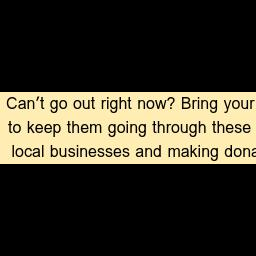 Can't go out right now? Bring your
to keep them going through these
local businesses and making